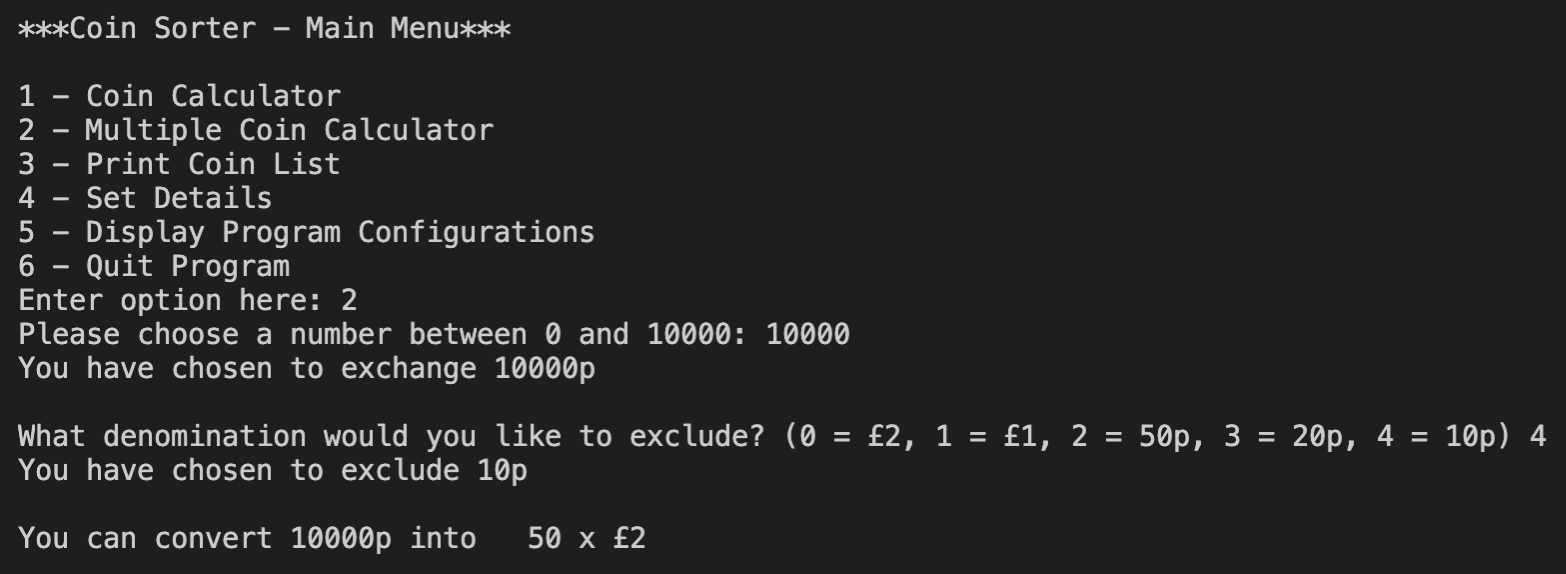 ***Coin Sorter – Main Menu***
1 – Coin Calculator
2 – Multiple Coin Calculator
3 – Print Coin List
4 – Set Details
5 – Display Program Configurations
6 – Quit Program
Enter option here: 2
Please choose a number between 0 and 10000: 10000
You have chosen to exchange 10000p
What denomination would you like to exclude? (0 = £2, 1 = £1, 2 = 50p, 3 = 20p, 4 = 10p) 4
You have chosen to exclude 10p
You can convert 10000p into   50 x £2